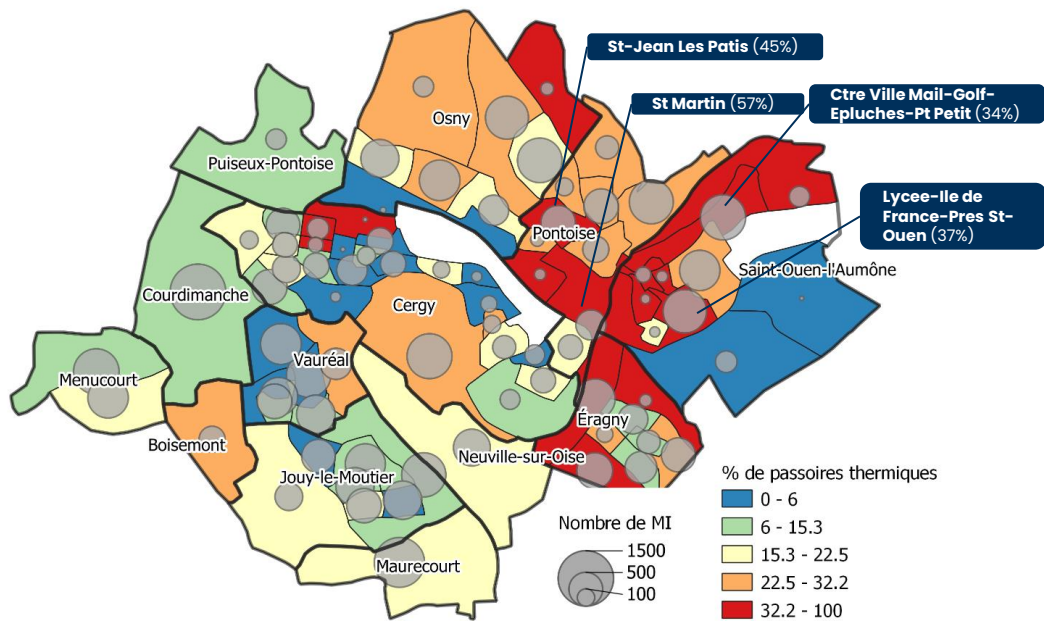 St-Jean Les Patis (45%)
St Martin (57%)
Ctre Ville Mail-Golf-
Epluches-Pt Petit (34%)
Lycee-Ile de
France-Pres St-
Ouen (37%)
Osny
Puiseux-Pontoise
Pontoise
Saint-Ouen-l'Aumône
Courdimanche
Cergy
Vauréal
Menucourt
Boisemont
Éragny
Neuville-sur-Oise
Jouy-le-Moutier
Maurecourt
Nombre de MI
1500
500
100
% de passoires thermiques
0 - 6
6 - 15.3
15.3 - 22.5
22.5 - 32.2
32.2 - 100